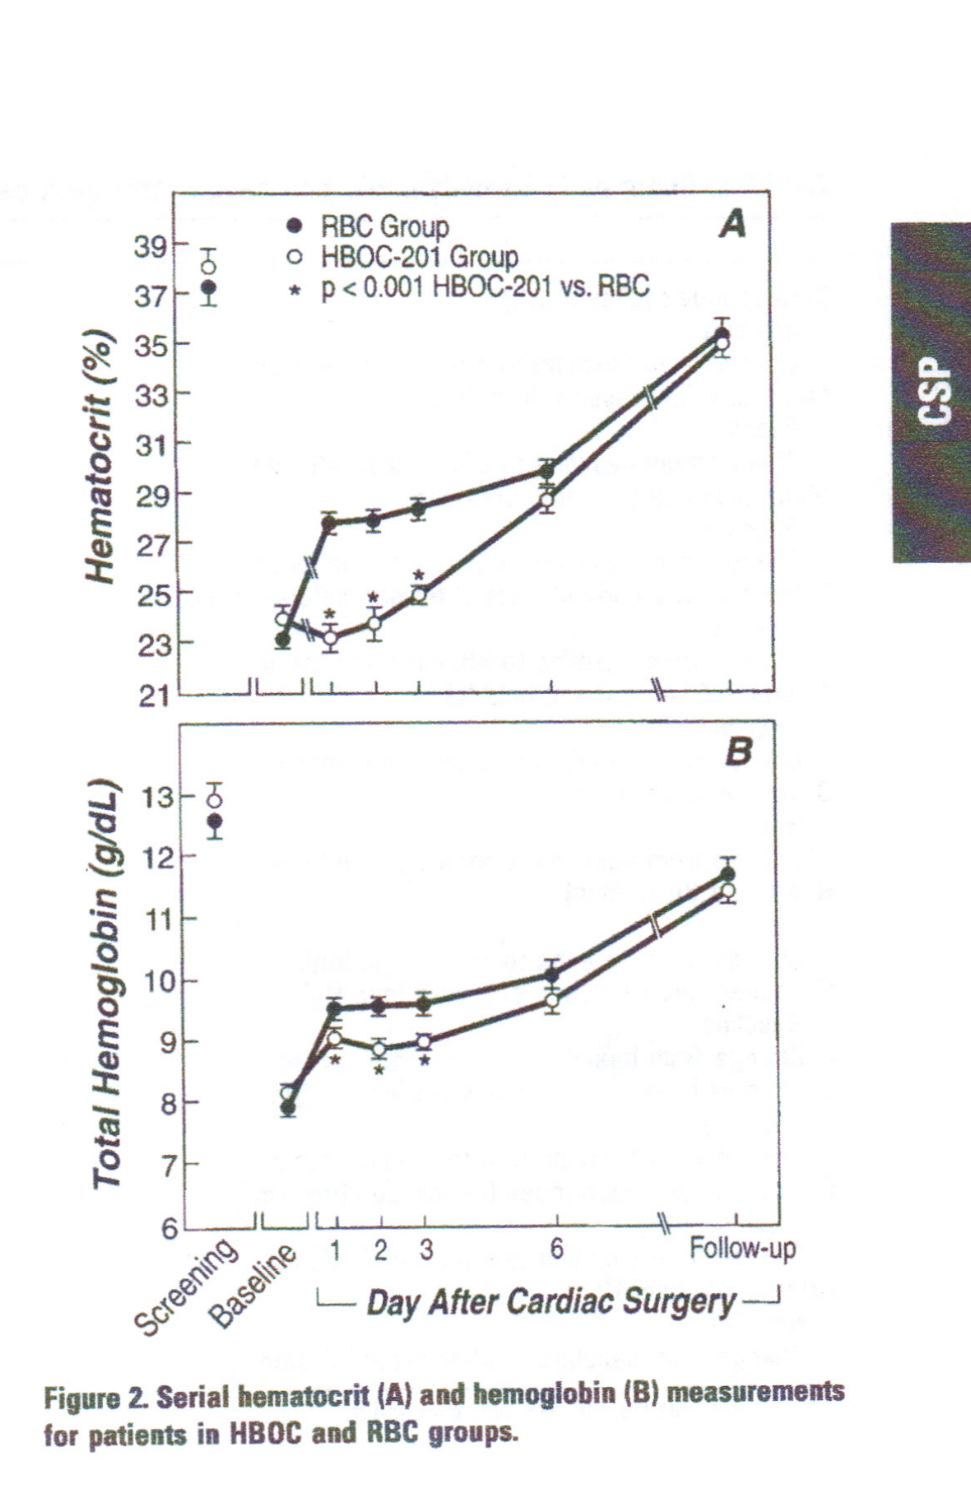 A
● RBC Group
○ HBOC-201 Group
* p < 0.001 HBOC-201 vs. RBC
Hematocrit (%)
39
37
35
33
31
29
27
25
23
21
*
*
*
CSP
B
Total Hemoglobin (g/dL)
13
12
11
10
9
8
7
6
*
*
*
Screening
Baseline
1 2 3 6 Follow-up
Day After Cardiac Surgery
Figure 2. Serial hematocrit (A) and hemoglobin (B) measurements
for patients in HBOC and RBC groups.